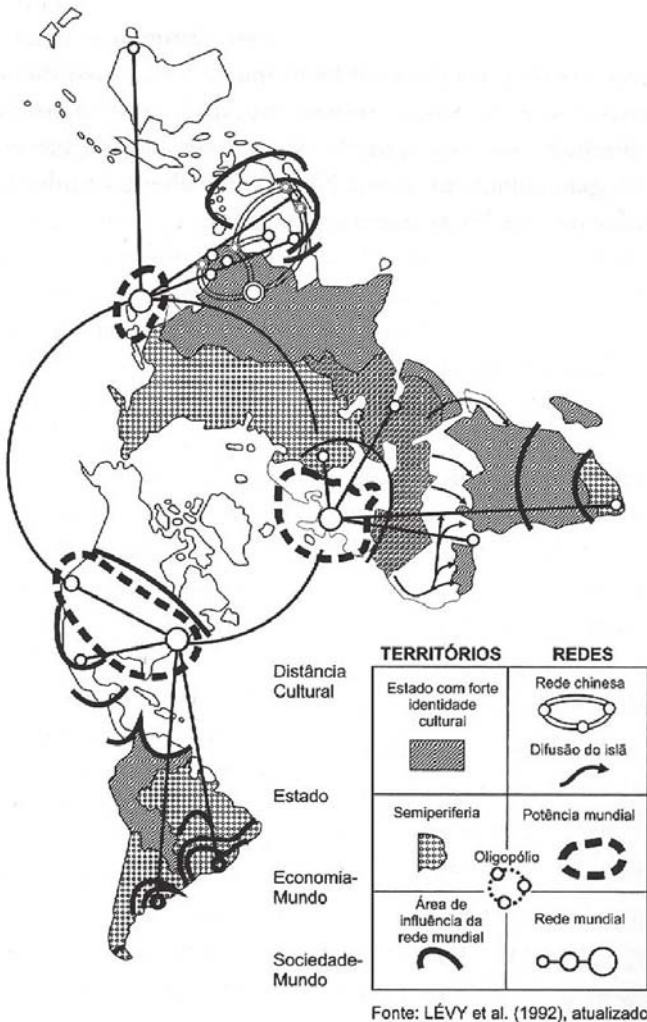 TERRITÓRIOS
REDES
Distância
Cultural
Estado com forte
identidade
cultural
Rede chinesa
Difusão do islã
Estado
Semiperiferia
Potência mundial
Oligopólio
Economia-
Mundo
Área de
influência da
rede mundial
Rede mundial
Sociedade-
Mundo
Fonte: LÉVY et al. (1992), atualizado